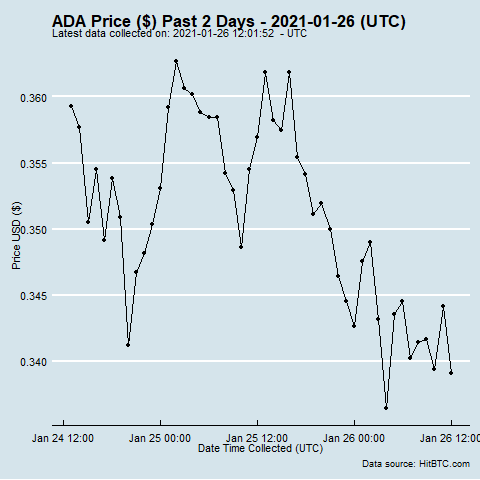 ADA Price ($) Past 2 Days - 2021-01-26 (UTC)
Latest data collected on: 2021-01-26 12:01:52 - UTC
0.360
0.355
0.350
0.345
0.340
Price USD ($)
Jan 24 12:00 Jan 25 00:00 Jan 25 12:00 Jan 26 00:00 Jan 26 12:00
Date Time Collected (UTC)
Data source: HitBTC.com